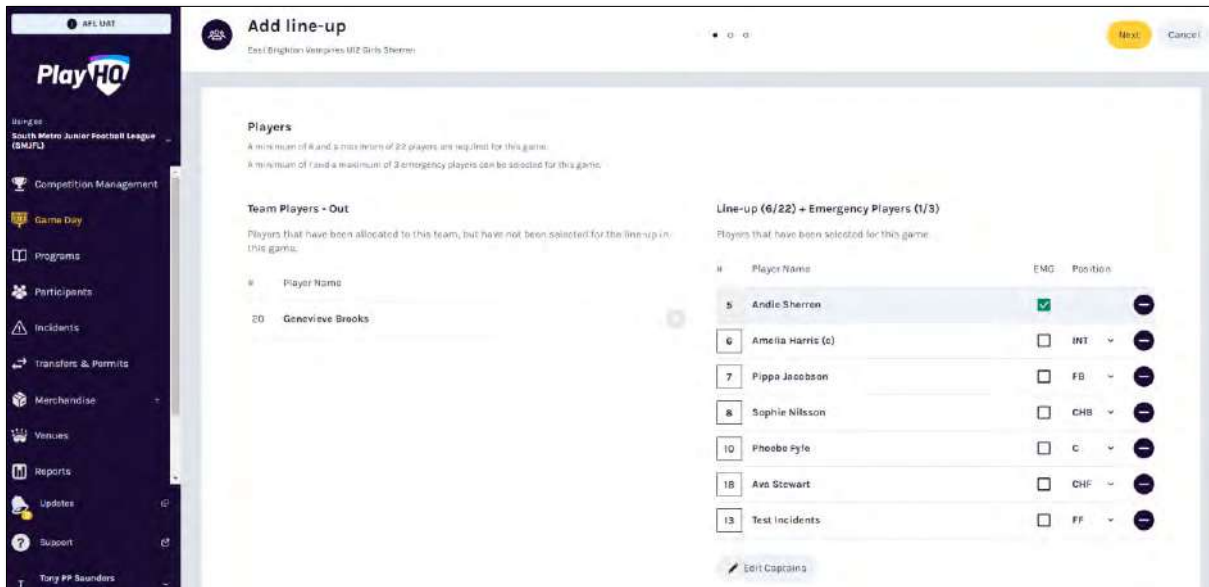 AFL UAT
PlayHQ
Using as
South Metro Junior Football League
(SMJFL)
Competition Management
Game Day
Programs
Participants
Incidents
Transfers & Permits
Merchandise
Venues
Reports
Updates
Support
T Tony PP Saunders
Add line-up
East Brighton Vampires U12 Girls Sherren
Next
Cancel
Players
A minimum of 6 and a maximum of 22 players are required for this game.
A minimum of 1 and a maximum of 3 emergency players can be selected for this game.
Team Players - Out
Players that have been allocated to this team, but have not been selected for the line-up in
this game.
# Player Name
20 Genevieve Brooks
Line-up (6/22) + Emergency Players (1/3)
Players that have been selected for this game.
# Player Name EMG Position
5 Andie Sherren
6 Amelia Harris (c) INT
7 Pippa Jacobson FB
8 Sophie Nilsson CHB
10 Phoebe Fyfe C
18 Ava Stewart CHF
13 Test Incidents FF
Edit Captains